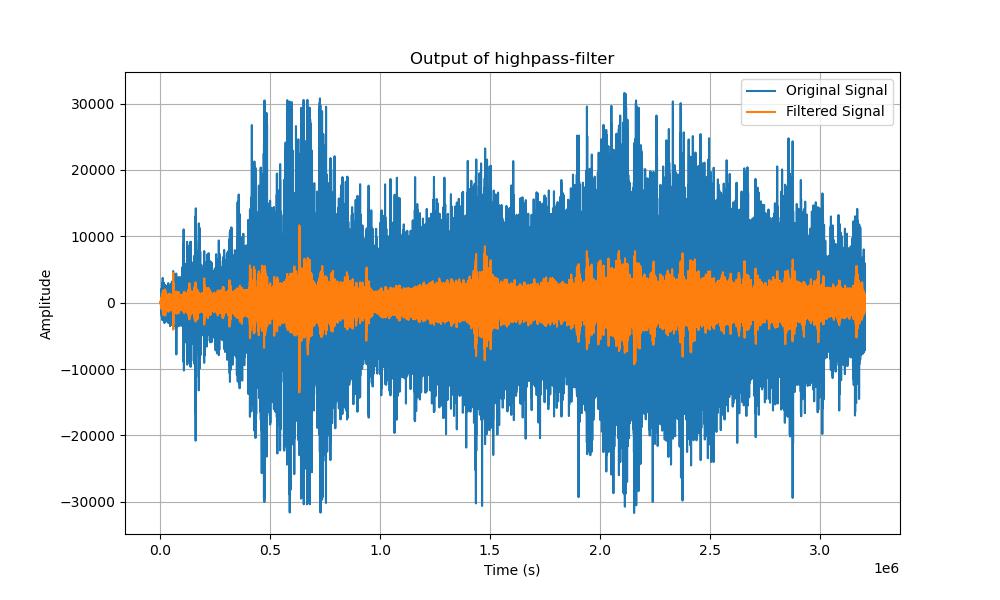 Output of highpass-filter
Original Signal
Filtered Signal
30000
20000
10000
0
−10000
−20000
−30000
Amplitude
0.0 0.5 1.0 1.5 2.0 2.5 3.0
1e6
Time (s)